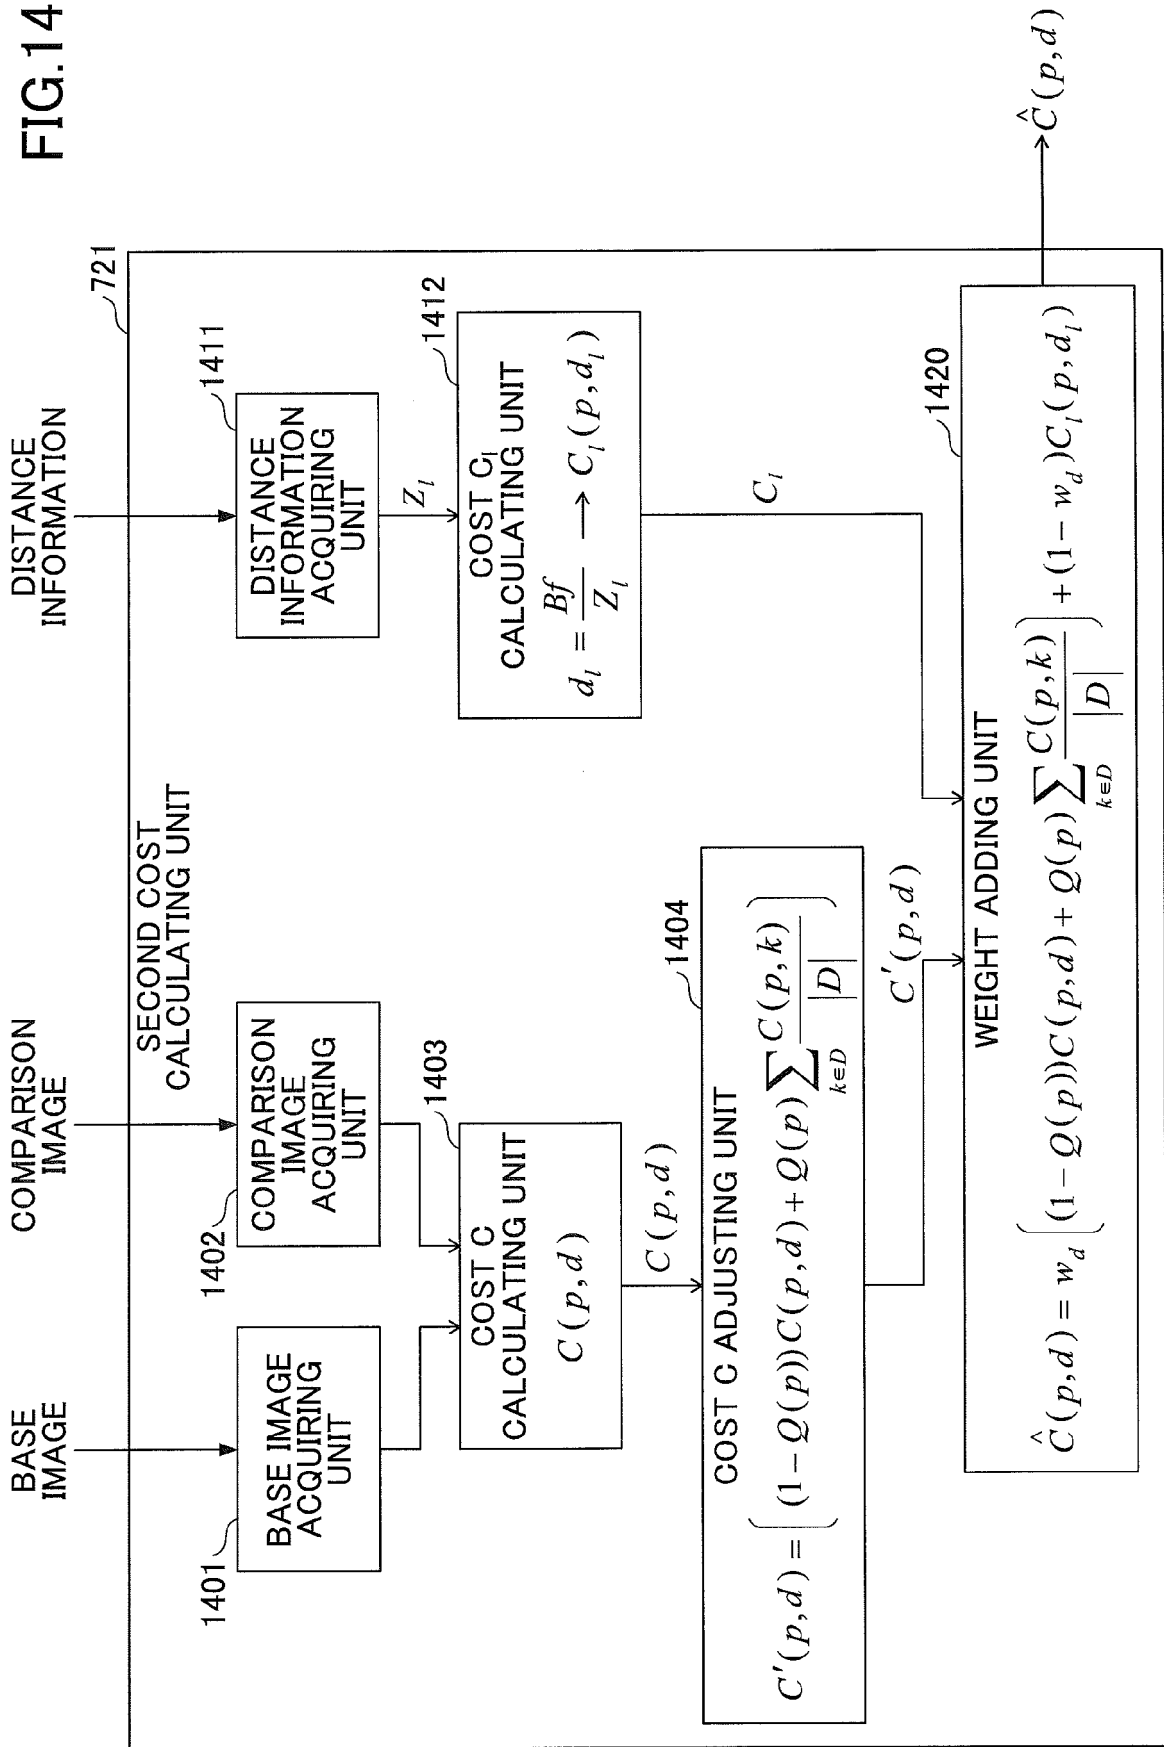 FIG.14
BASE
IMAGE
COMPARISON
IMAGE
DISTANCE
INFORMATION
721
SECOND COST
CALCULATING UNIT
1401
BASE IMAGE
ACQUIRING
UNIT
1402
COMPARISON
IMAGE
ACQUIRING
UNIT
1411
DISTANCE
INFORMATION
ACQUIRING
UNIT
Z_l
1403
COST C
CALCULATING UNIT
C(p,d)
1412
COST C_l
CALCULATING UNIT
d_l = Bf/Z_l → C_l(p,d_l)
C(p,d)
C_l
1404
COST C ADJUSTING UNIT
C'(p,d) = { (1−Q(p))C(p,d)+Q(p) ∑_{k∈D} C(p,k)/|D| }
C'(p,d)
1420
WEIGHT ADDING UNIT
Ĉ(p,d) = w_d { (1−Q(p))C(p,d)+Q(p) ∑_{k∈D} C(p,k)/|D| } +(1−w_d)C_l(p,d_l)
Ĉ(p,d)